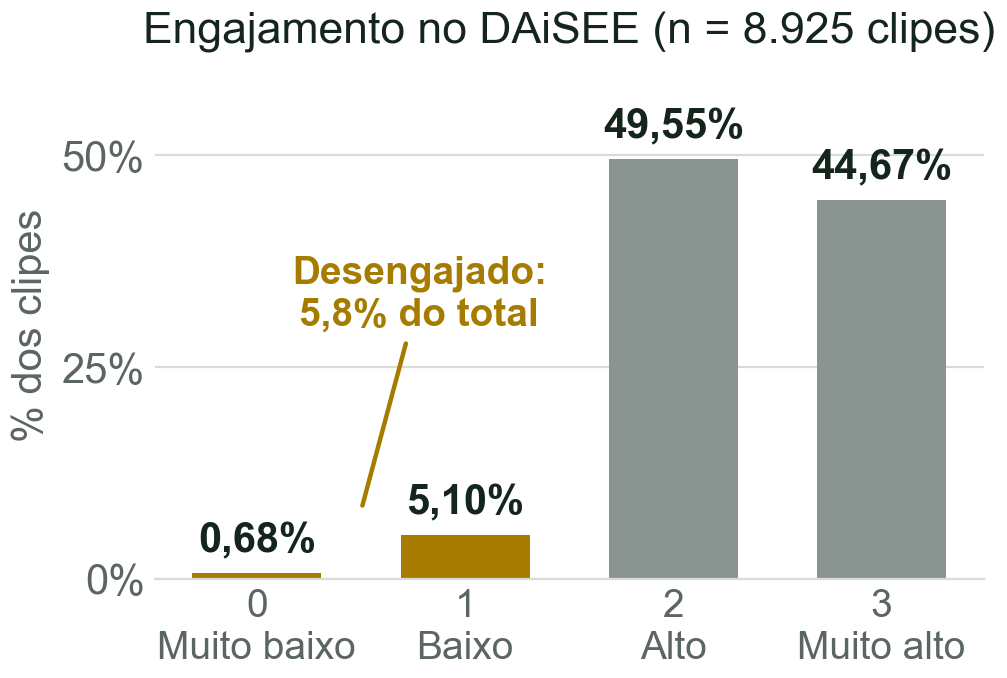 Engajamento no DAiSEE (n = 8.925 clipes)
% dos clipes
50%
25%
0%
49,55%
44,67%
Desengajado:
5,8% do total
5,10%
0,68%
0
Muito baixo
1
Baixo
2
Alto
3
Muito alto